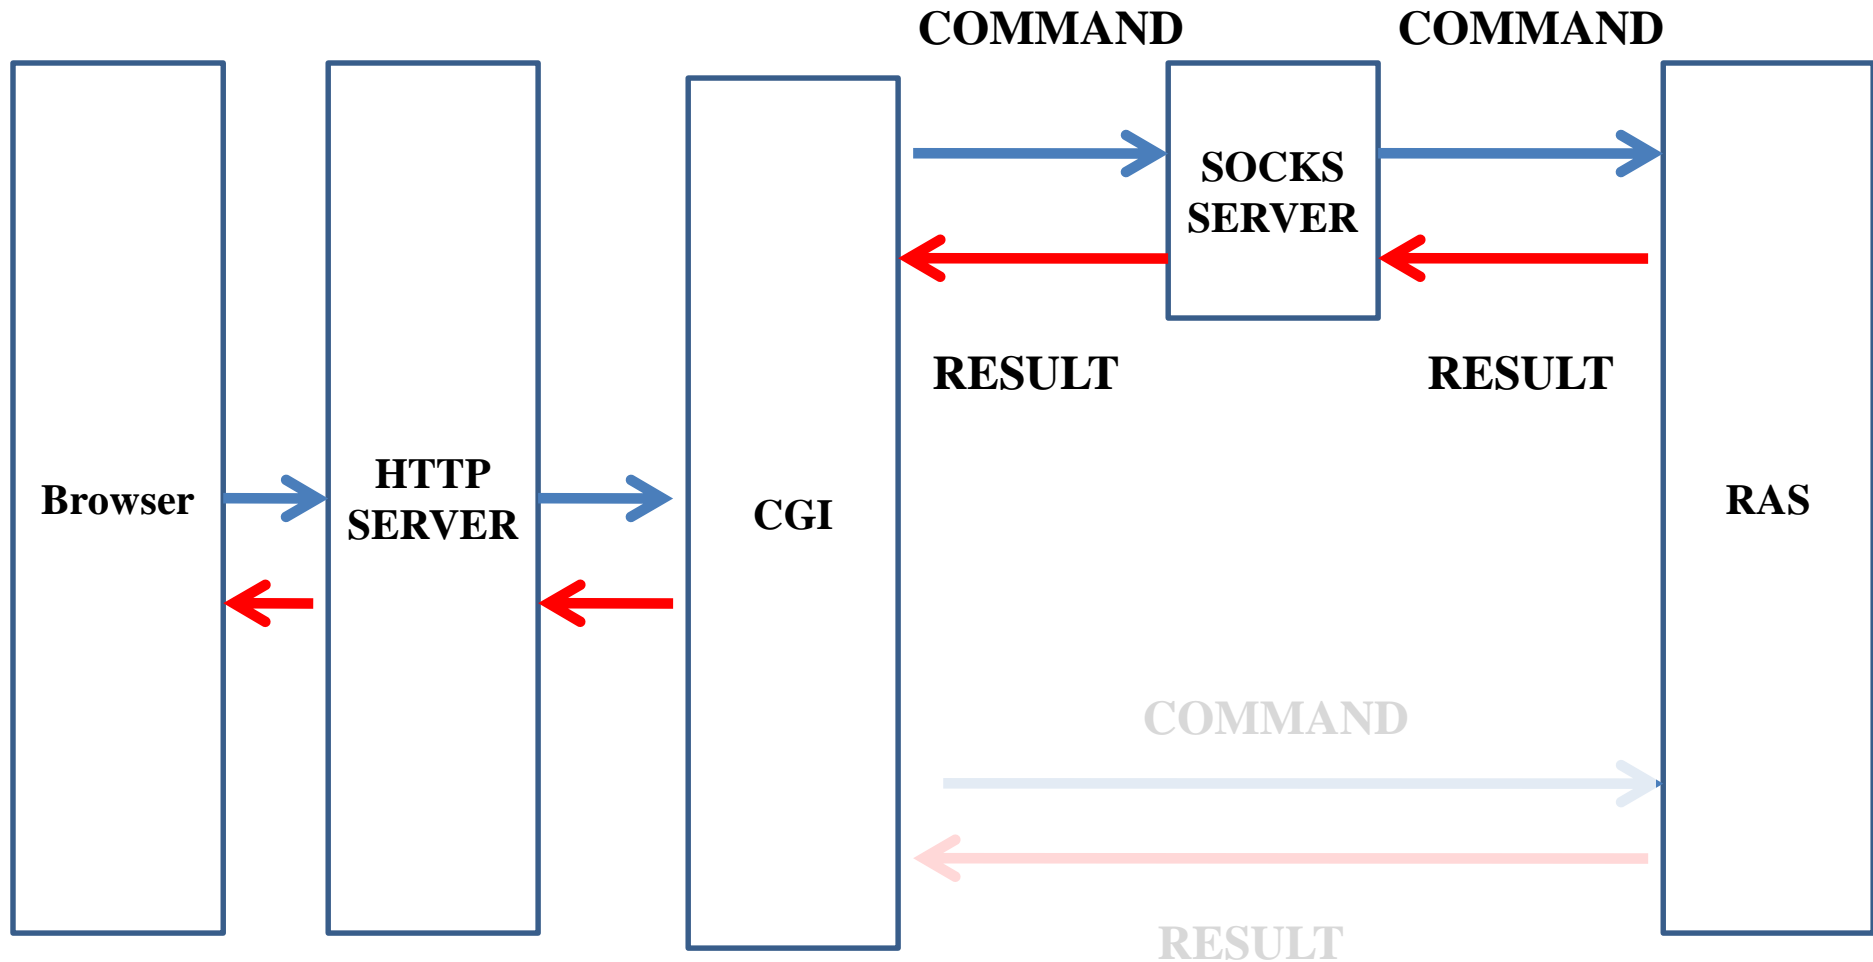 COMMAND
COMMAND
SOCKS
SERVER
RESULT
RESULT
Browser
HTTP
SERVER
CGI
RAS
COMMAND
RESULT